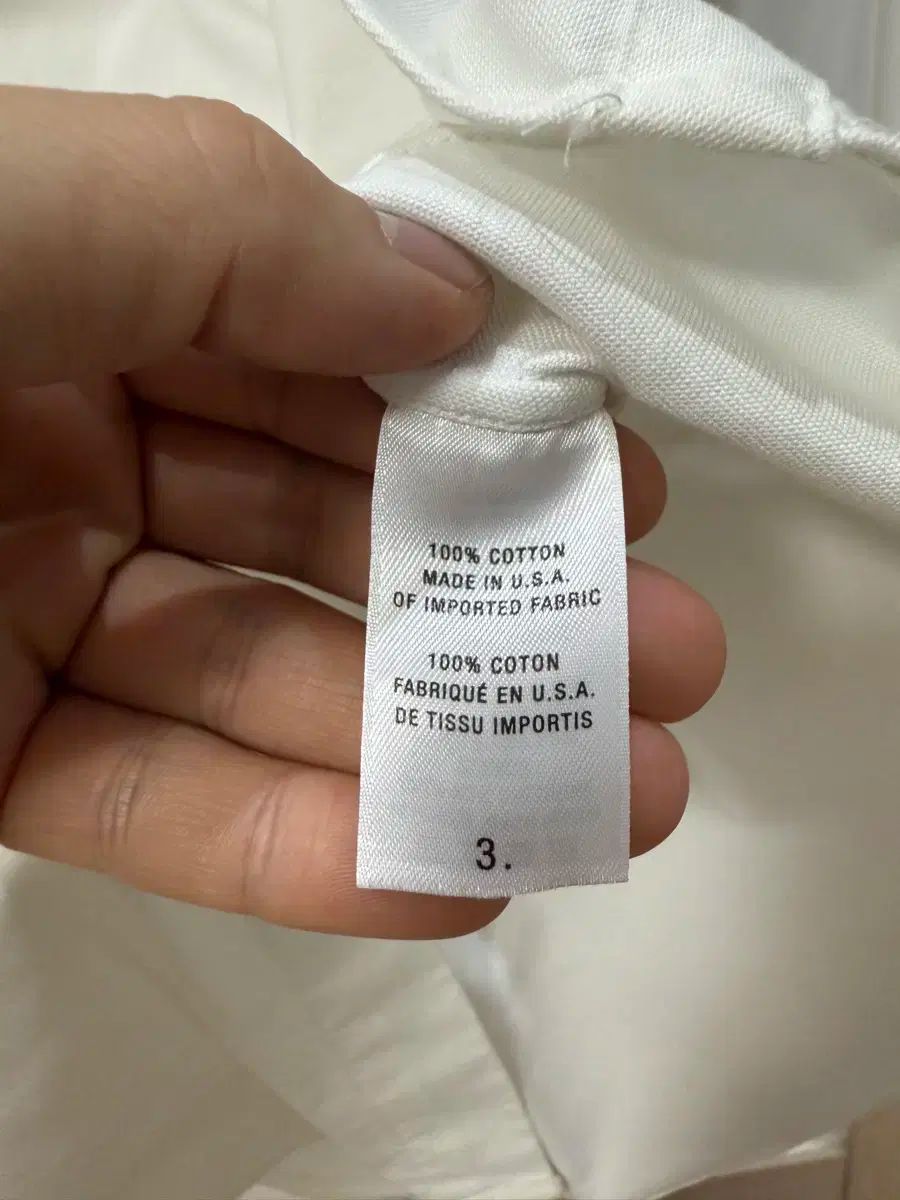 100% COTTON
MADE IN U.S.A.
OF IMPORTED FABRIC
100% COTON
FABRIQUÉ EN U.S.A.
DE TISSU IMPORTIS
3.